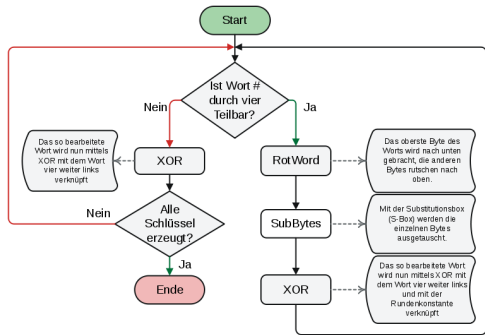 Start
Ist Wort #
durch vier
Teilbar?
Nein
Ja
Das so bearbeitete
Wort wird nun mittels
XOR mit dem Wort
vier weiter links
verknüpft
XOR
RotWord
Das oberste Byte des
Worts wird nach unten
gebracht, die anderen
Bytes rutschen nach
oben.
Nein
Alle
Schlüssel
erzeugt?
SubBytes
Mit der Substitutionsbox
(S-Box) werden die
einzelnen Bytes
ausgetauscht.
Ja
Ende
XOR
Das so bearbeitete Wort
wird nun mittels XOR mit
dem Wort vier weiter links
und mit der
Rundenkonstante
verknüpft